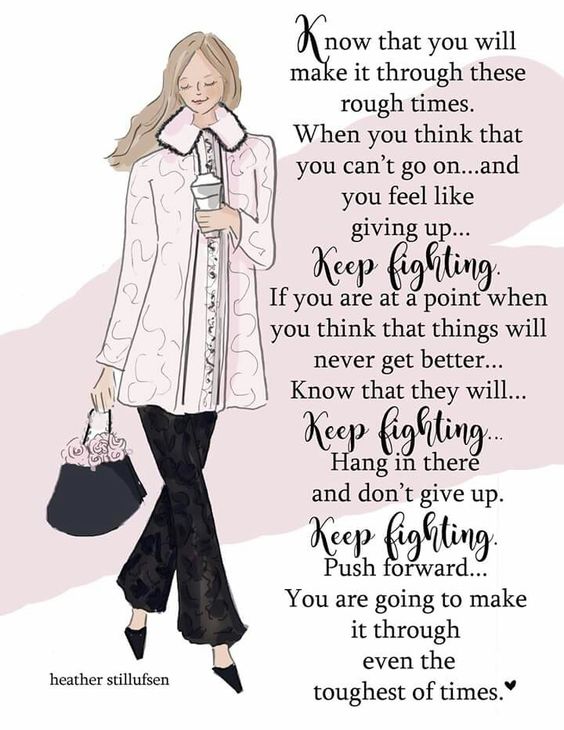 Know that you will
make it through these
rough times.
When you think that
you can't go on...and
you feel like
giving up...
Keep fighting.
If you are at a point when
you think that things will
never get better...
Know that they will...
Keep fighting...
Hang in there
and don't give up.
Keep fighting.
Push forward...
You are going to make
it through
even the
toughest of times.♥
heather stillufsen